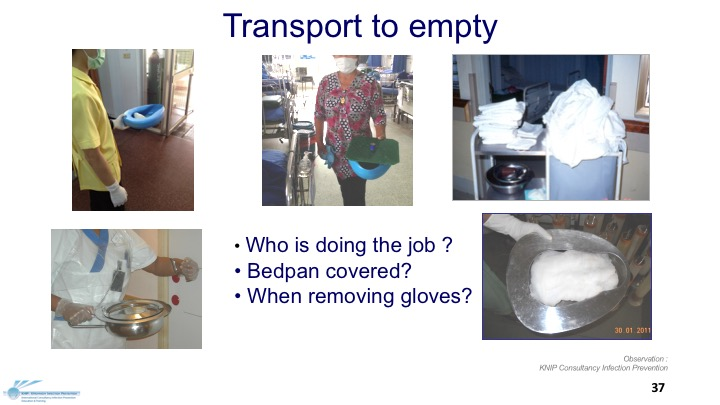 Transport to empty
• Who is doing the job ?
• Bedpan covered?
• When removing gloves?
30 01 2011
Observation :
KNIP Consultancy Infection Prevention
37